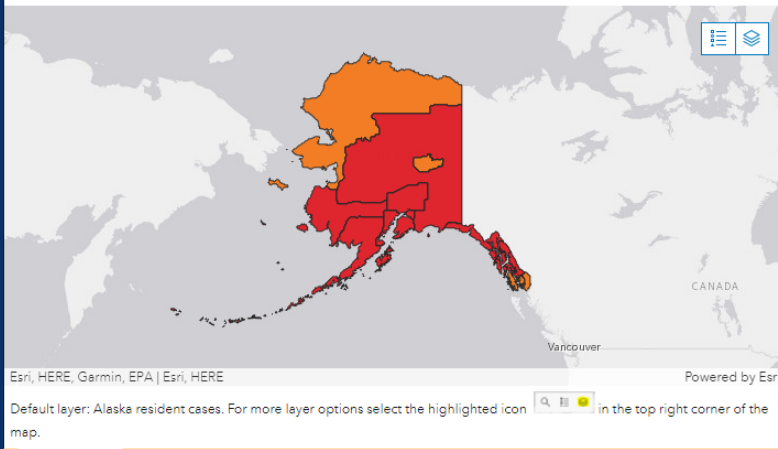 CANADA
Vancouver
Esri, HERE, Garmin, EPA | Esri, HERE
Powered by Esr
Default layer: Alaska resident cases. For more layer options select the highlighted icon in the top right corner of the
map.